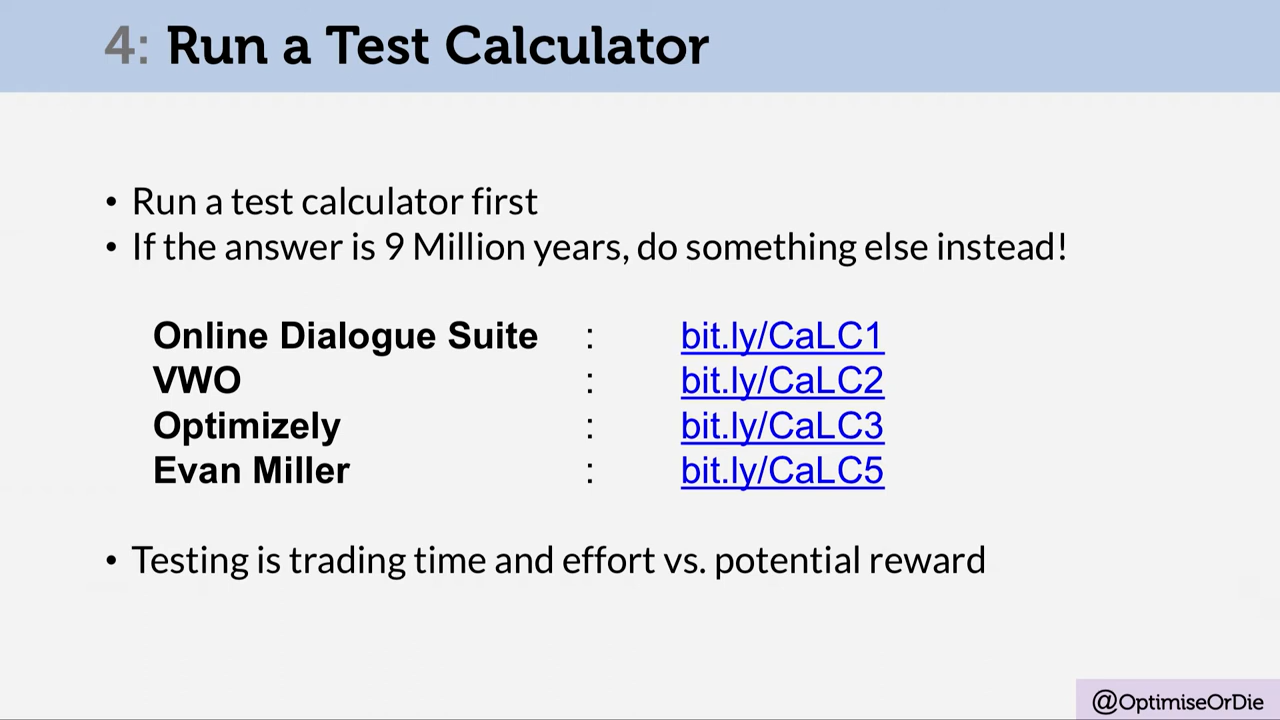 4: Run a Test Calculator
• Run a test calculator first
• If the answer is 9 Million years, do something else instead!
Online Dialogue Suite : bit.ly/CaLC1
VWO : bit.ly/CaLC2
Optimizely : bit.ly/CaLC3
Evan Miller : bit.ly/CaLC5
• Testing is trading time and effort vs. potential reward
@OptimiseOrDie